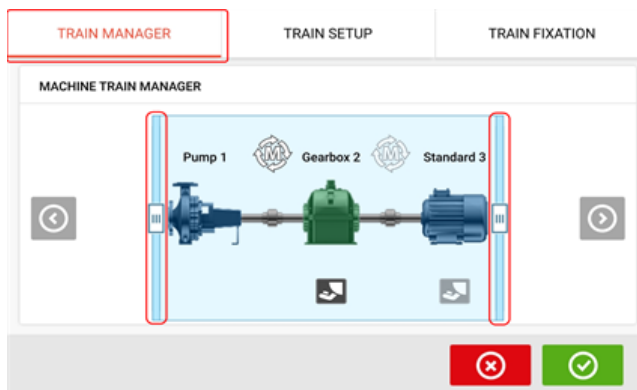 TRAIN MANAGER
TRAIN SETUP
TRAIN FIXATION
MACHINE TRAIN MANAGER
Pump 1
M
Gearbox 2
M
Standard 3